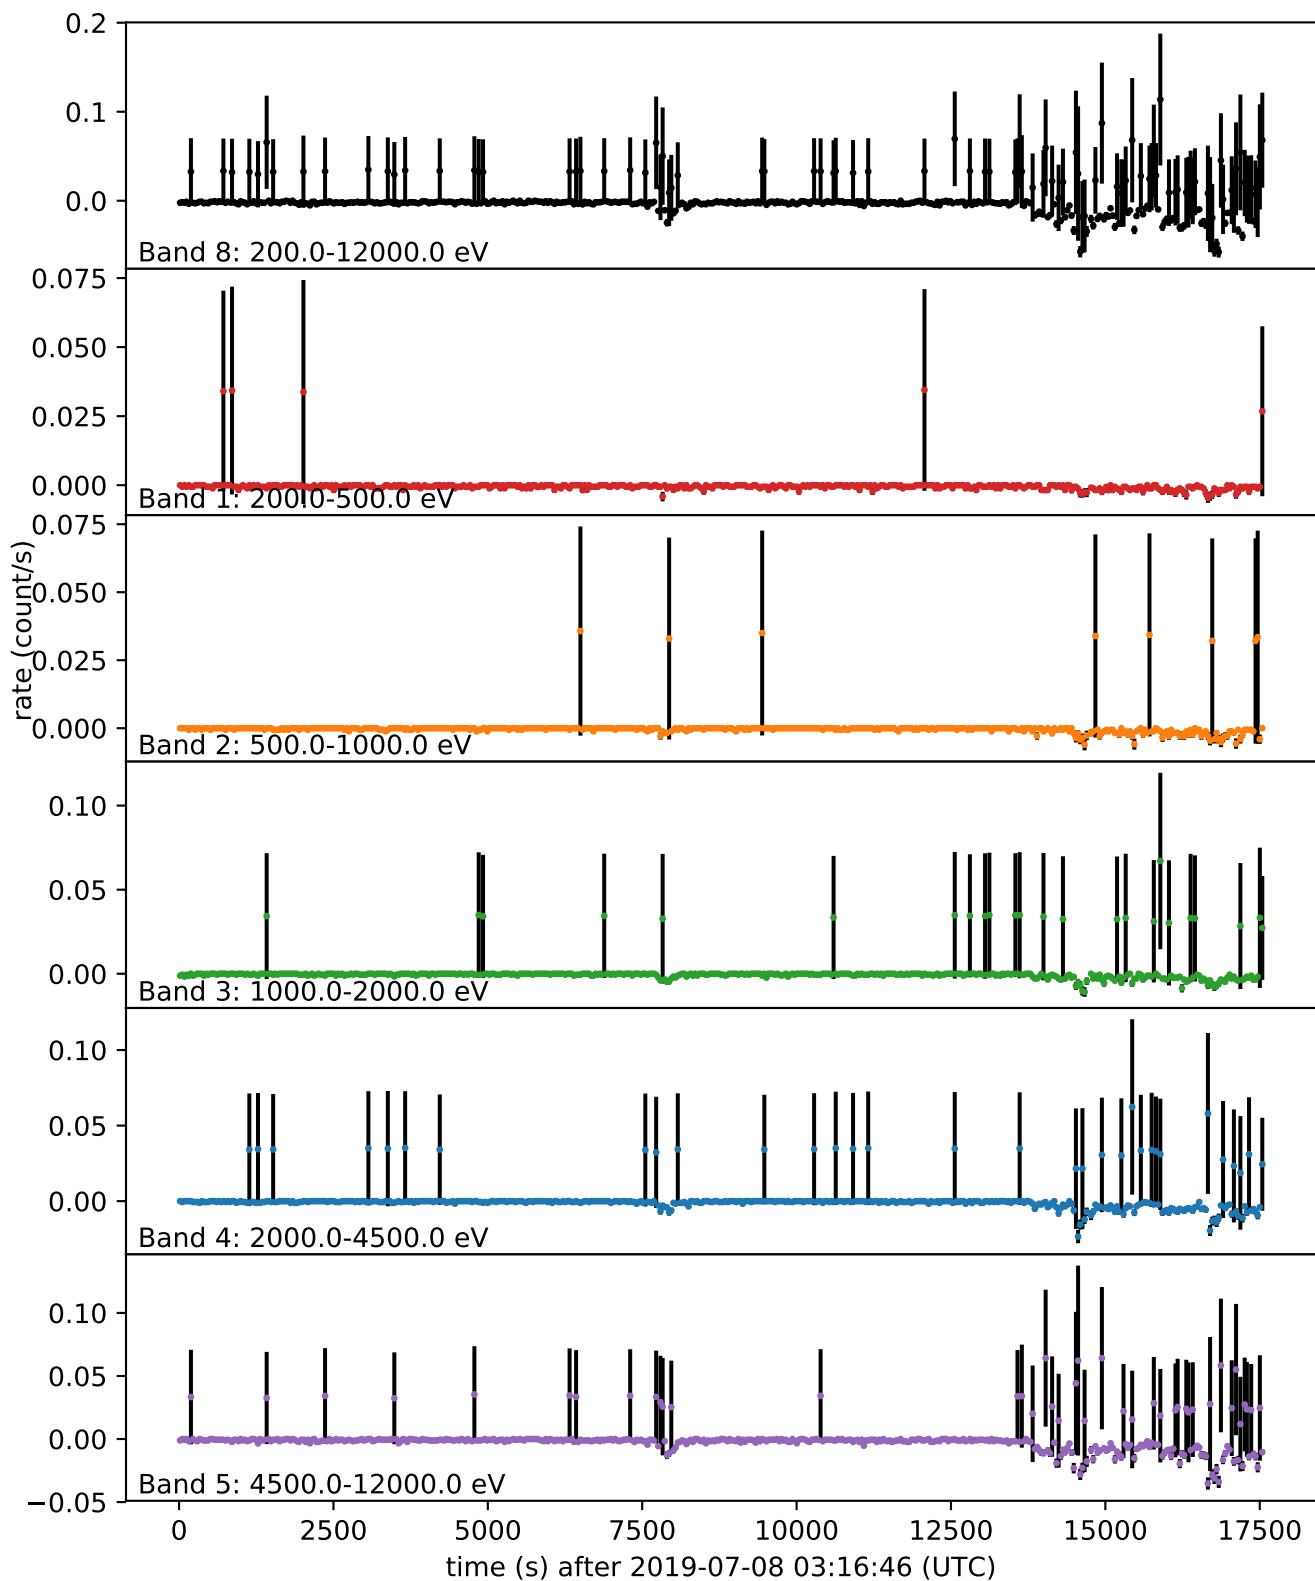 0.2
0.1
0.0
Band 8: 200.0-12000.0 eV
0.075
0.050
0.025
0.000
Band 1: 200.0-500.0 eV
rate (count/s)
0.075
0.050
0.025
0.000
Band 2: 500.0-1000.0 eV
0.10
0.05
0.00
Band 3: 1000.0-2000.0 eV
0.10
0.05
0.00
Band 4: 2000.0-4500.0 eV
0.10
0.05
0.00
−0.05
Band 5: 4500.0-12000.0 eV
0 2500 5000 7500 10000 12500 15000 17500
time (s) after 2019-07-08 03:16:46 (UTC)